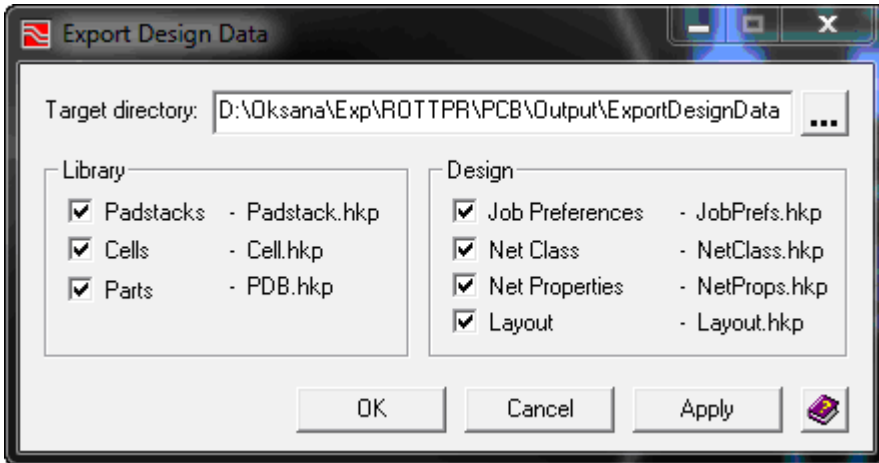 Export Design Data
Target directory: D:\Oksana\Exp\ROTTPR\PCB\Output\ExportDesignData ...
Library
Padstacks - Padstack.hkp
Cells - Cell.hkp
Parts - PDB.hkp
Design
Job Preferences - JobPrefs.hkp
Net Class - NetClass.hkp
Net Properties - NetProps.hkp
Layout - Layout.hkp
OK Cancel Apply ?